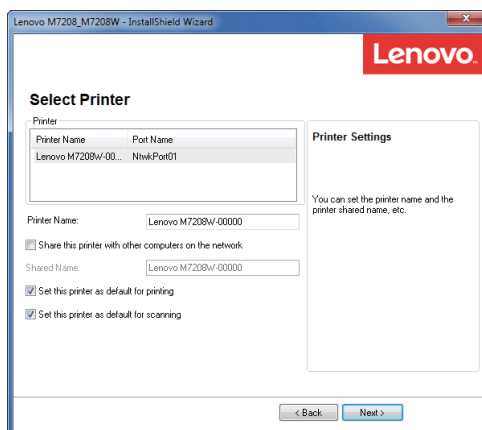 Lenovo M7208_M7208W - InstallShield Wizard
Lenovo
Select Printer
Printer
Printer Name Port Name
Lenovo M7208W-00... NtwkPort01
Printer Name: Lenovo M7208W-00000
Share this printer with other computers on the network
Shared Name: Lenovo M7208W-00000
Set this printer as default for printing
Set this printer as default for scanning
Printer Settings
You can set the printer name and the
printer shared name, etc.
< Back Next >